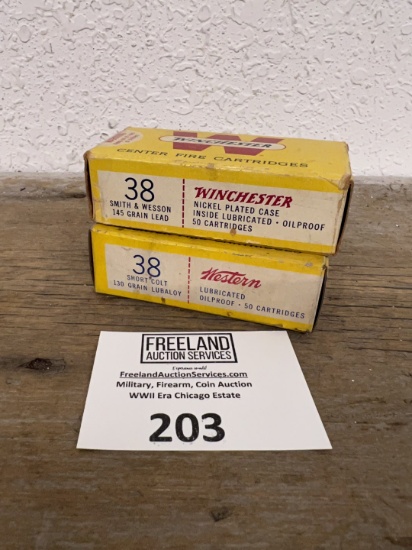 WINCHESTER
CENTER FIRE CARTRIDGES
38
SMITH & WESSON
145 GRAIN LEAD
WINCHESTER
NICKEL PLATED CASE
INSIDE LUBRICATED • OILPROOF
50 CARTRIDGES
38
SHORT COLT
130 GRAIN LUBALOY
Western
LUBRICATED
OILPROOF • 50 CARTRIDGES
FREELAND
AUCTION SERVICES
FreelandAuctionServices.com
Military, Firearm, Coin Auction
WWII Era Chicago Estate
203